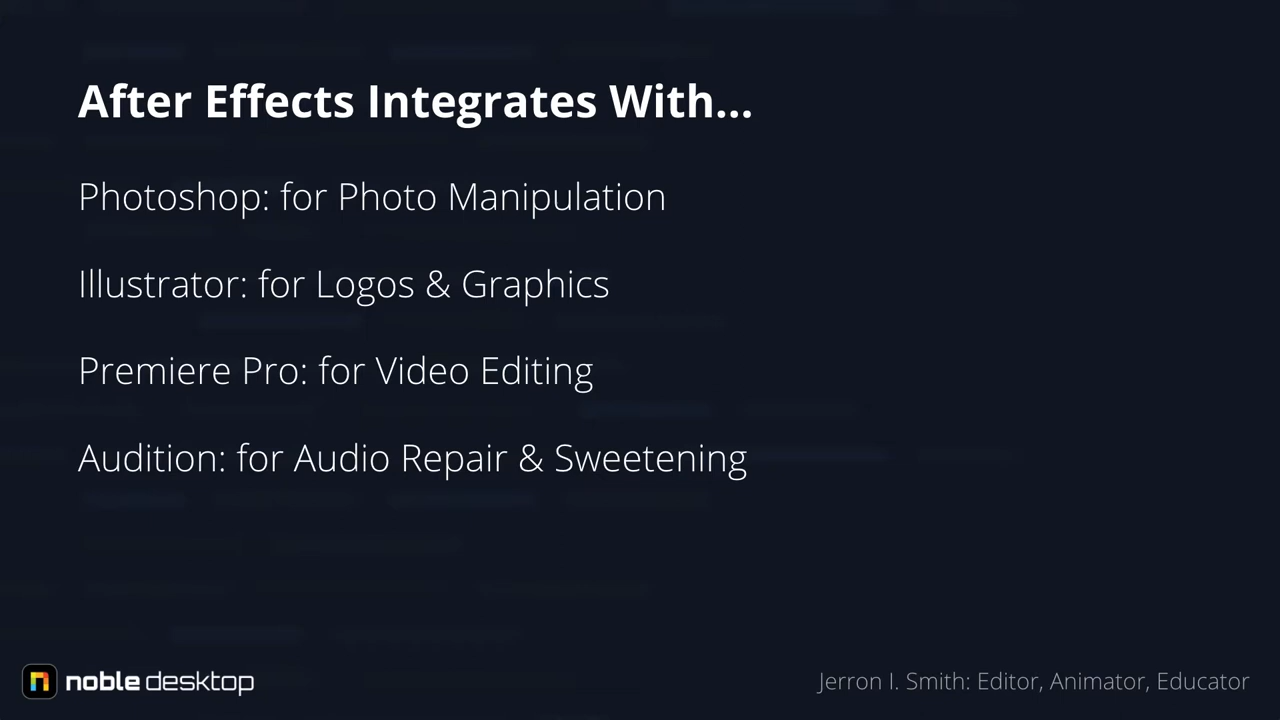 After Effects Integrates With...
Photoshop: for Photo Manipulation
Illustrator: for Logos & Graphics
Premiere Pro: for Video Editing
Audition: for Audio Repair & Sweetening
n noble desktop
Jerron I. Smith: Editor, Animator, Educator